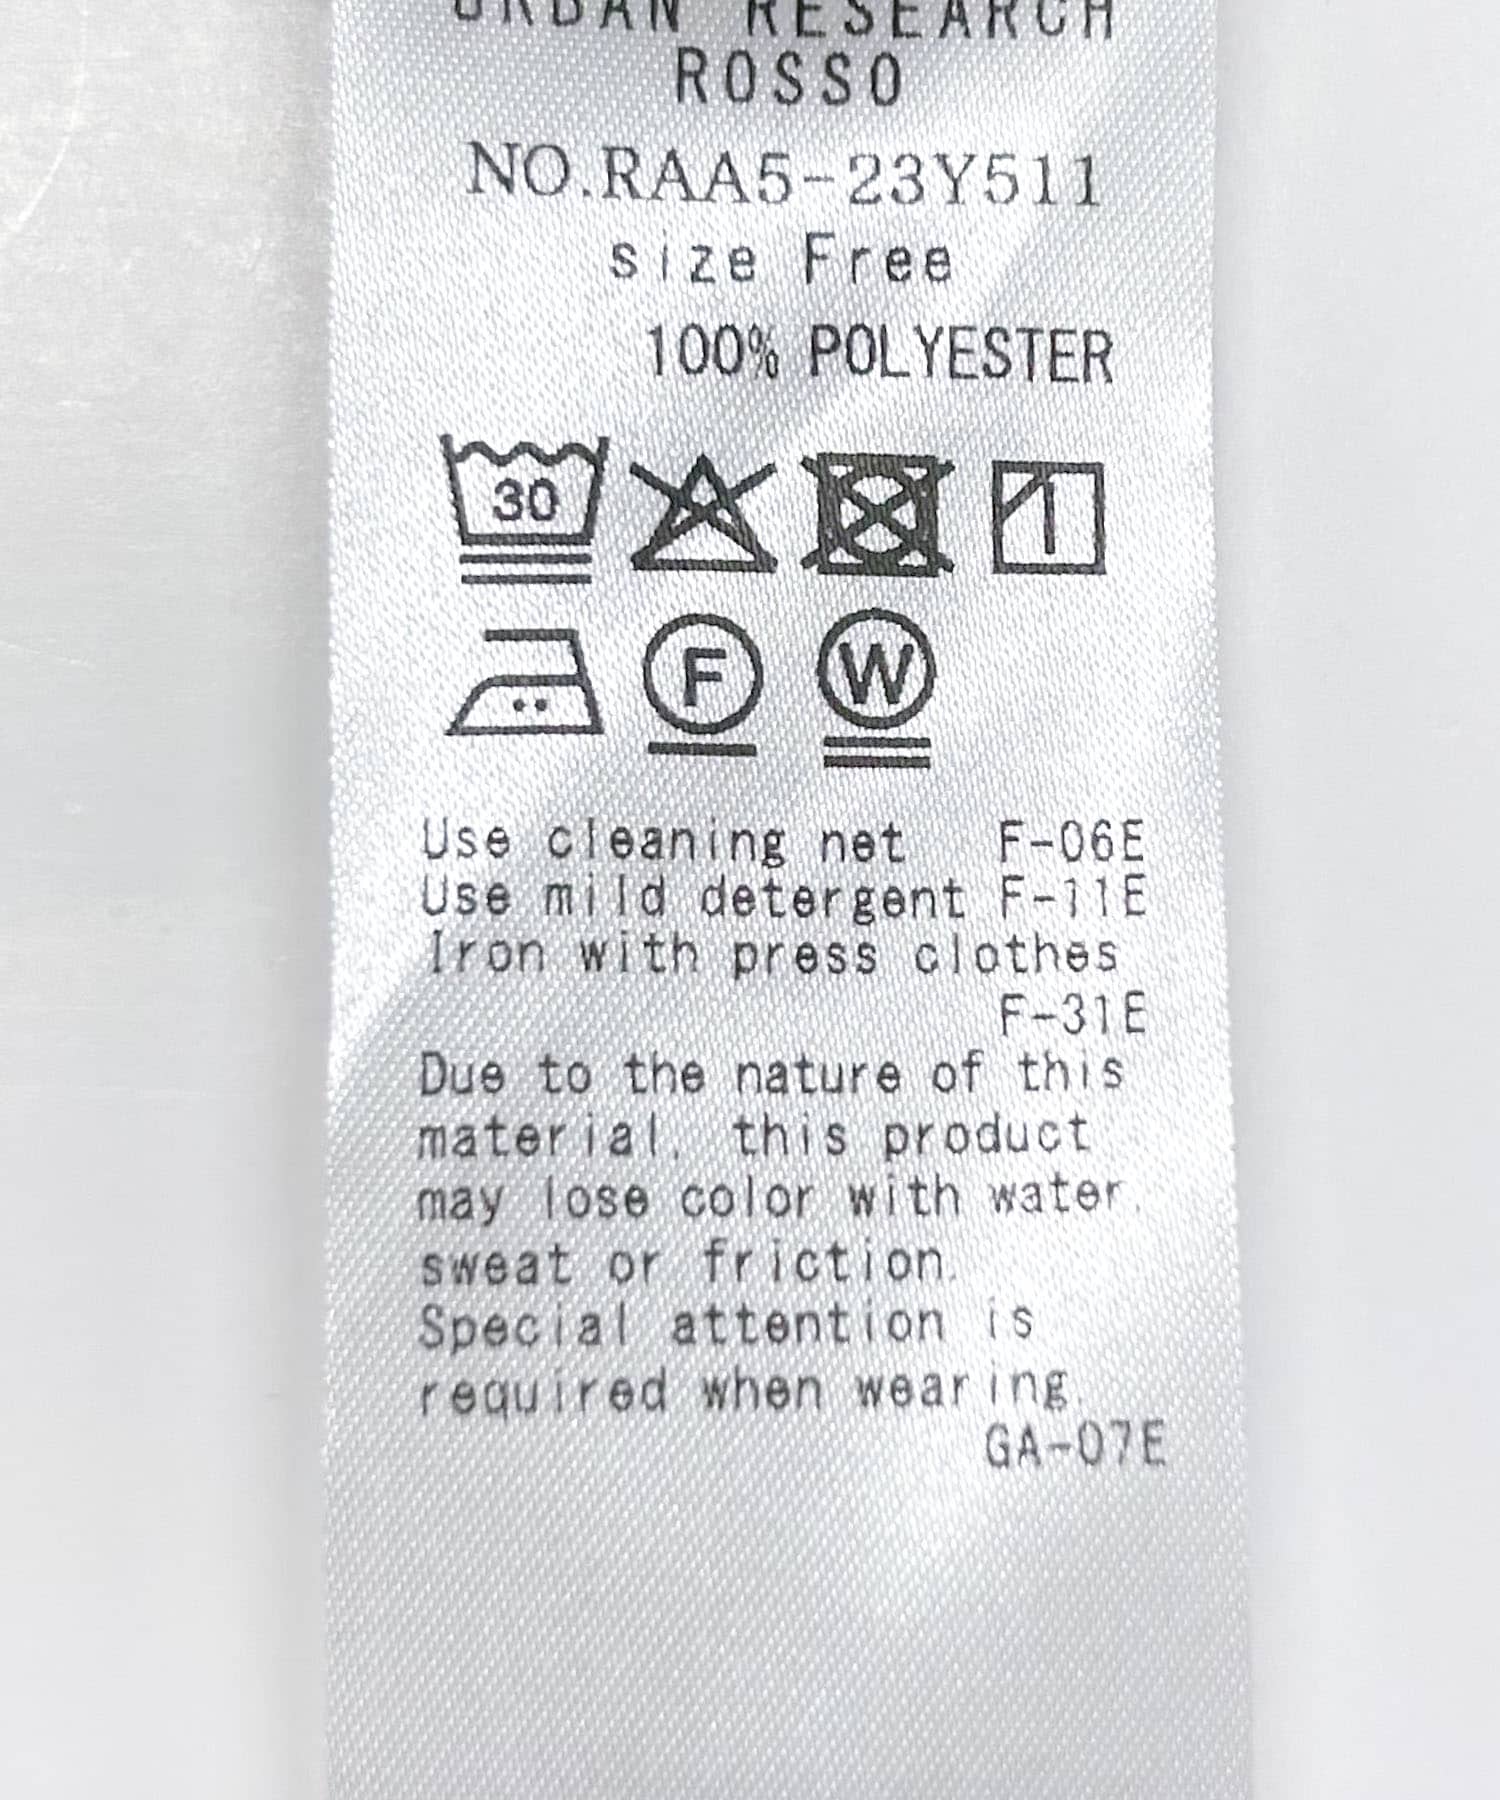 URBAN RESEARCH
ROSSO
NO.RAA5-23Y511
size Free
100% POLYESTER
30
F W
Use cleaning net F-06E
Use mild detergent F-11E
Iron with press clothes
F-31E
Due to the nature of this
material, this product
may lose color with water,
sweat or friction.
Special attention is
required when wearing.
GA-07E